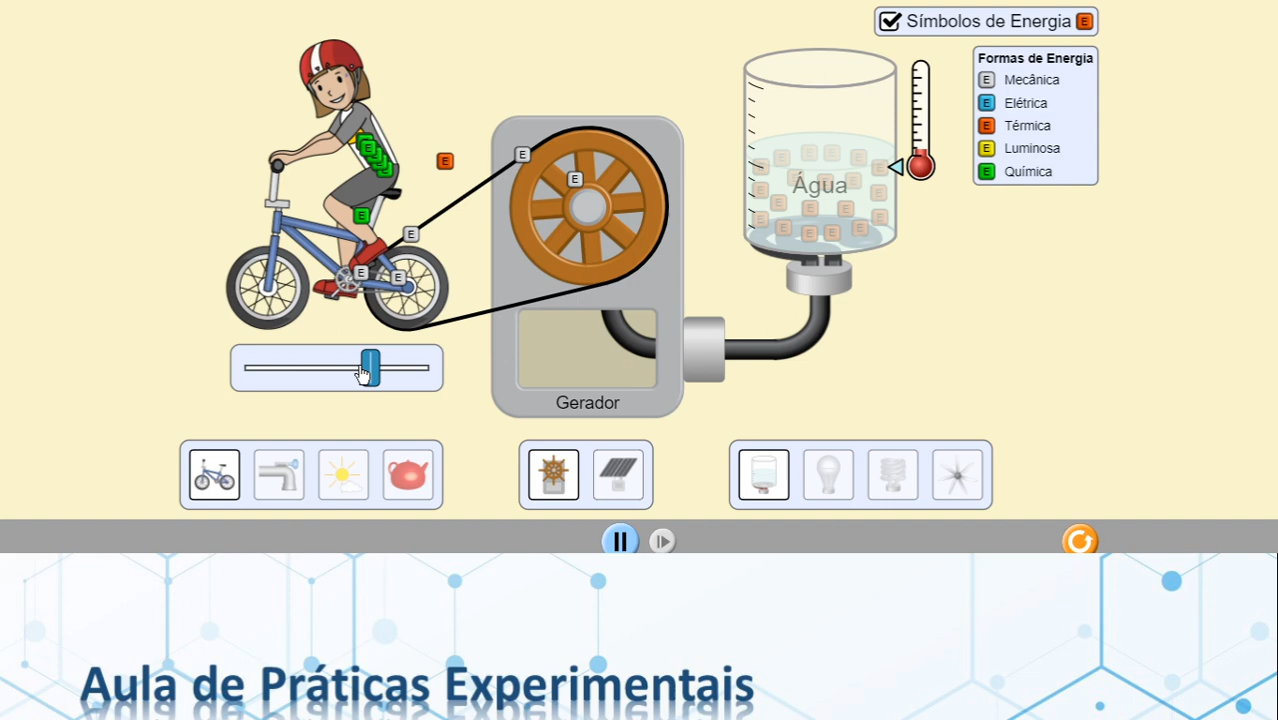 Símbolos de Energia E
Formas de Energia
E Mecânica
E Elétrica
E Térmica
E Luminosa
E Química
Água
Gerador
Aula de Práticas Experimentais